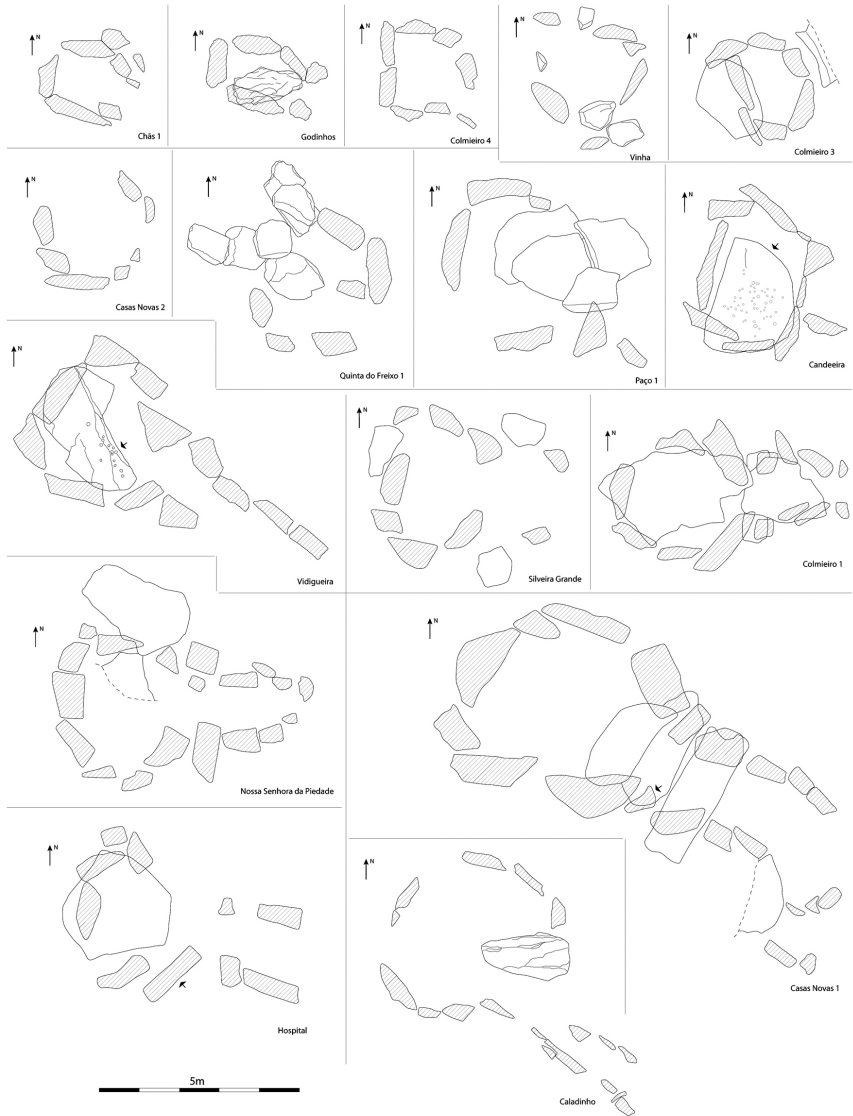 N
Chãs 1
N
Godinhos
N
Colmieiro 4
N
Vinha
N
Colmieiro 3
N
Casas Novas 2
N
Quinta do Freixo 1
N
Paço 1
N
Candeeira
N
Vidigueira
N
Silveira Grande
N
Colmieiro 1
N
Nossa Senhora da Piedade
N
Casas Novas 1
N
Hospital
N
Caladinho
5m